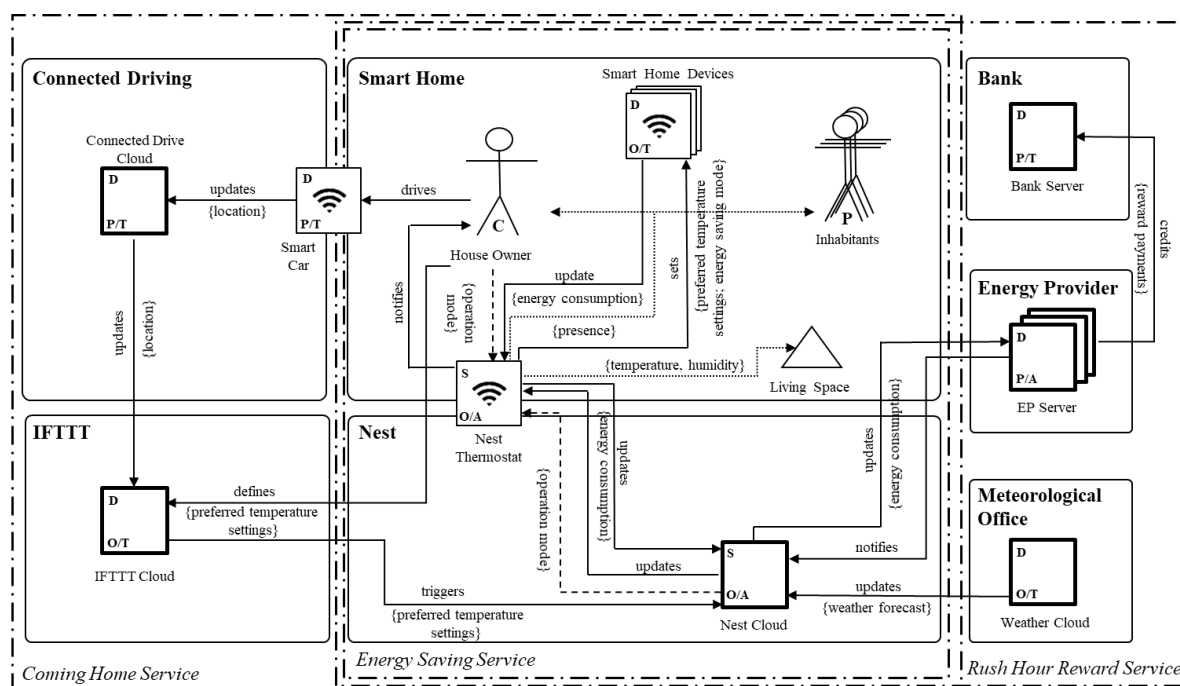 Connected Driving
Smart Home
Smart Home Devices
Bank
D
O/T
D
P/T
Bank Server
Connected Drive
Cloud
D
P/T
updates
{location}
D
P/T
Smart
Car
drives
C
House Owner
P
Inhabitants
credits
{reward payments}
updates
{location}
notifies
{operation
mode}
update
{energy consumption}
{presence}
sets
{preferred temperature
settings; energy saving mode}
{temperature, humidity}
Living Space
Energy Provider
D
P/A
EP Server
S
O/A
Nest
Thermostat
IFTTT
Nest
D
O/T
IFTTT Cloud
defines
{preferred temperature
settings}
triggers
{preferred temperature
settings}
{operation mode}
{energy consumption}
updates
updates
S
O/A
Nest Cloud
updates
{energy consumption}
notifies
updates
{weather forecast}
Meteorological
Office
D
O/T
Weather Cloud
Coming Home Service
Energy Saving Service
Rush Hour Reward Service